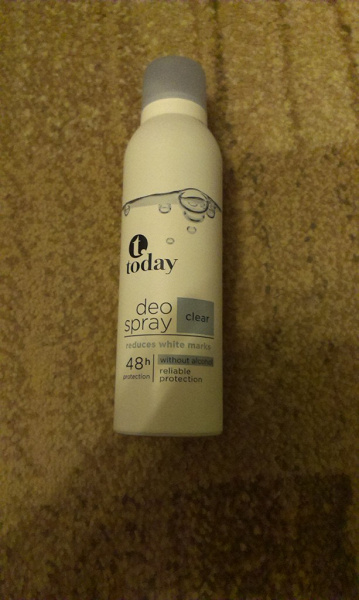 t
today
deo
spray
clear
reduces white marks
48h
protection
without alcohol
reliable
protection